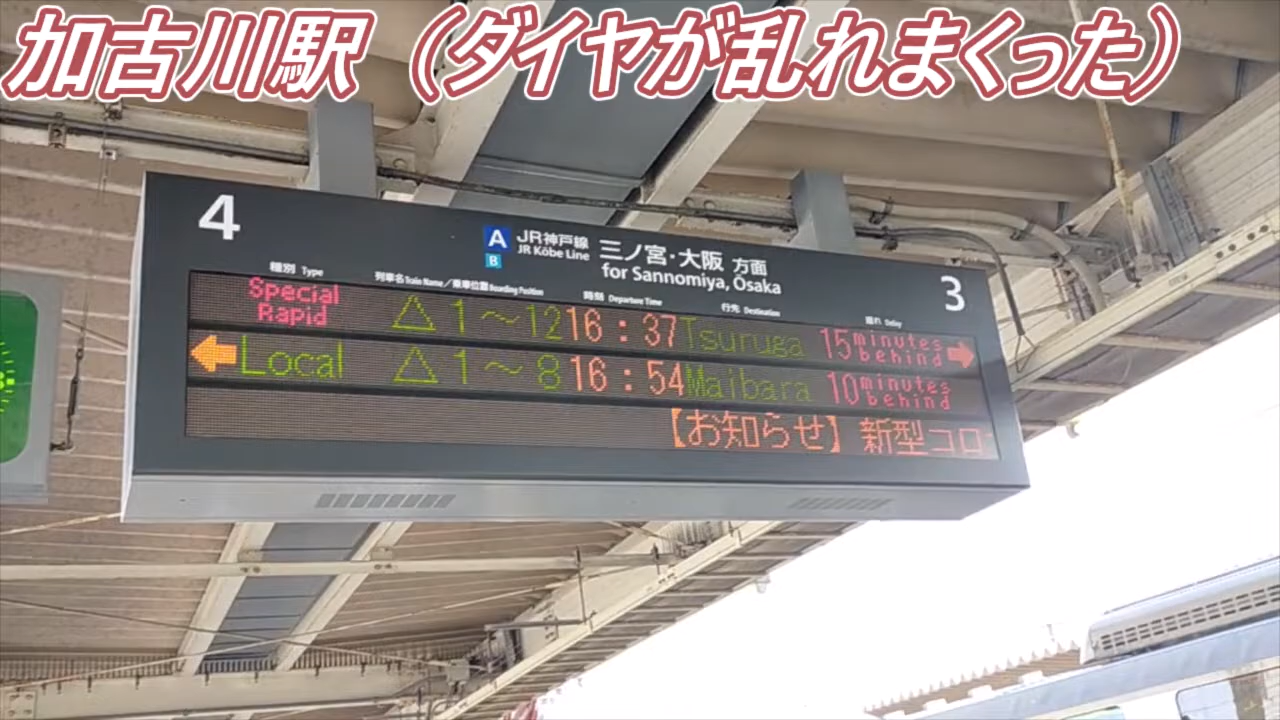 加古川駅（ダイヤが乱れまくった）
4
A JR神戸線 三ノ宮・大阪 方面
B JR Kōbe Line for Sannomiya, Ōsaka
3
種別 Type 列車名 Train Name／乗車位置 Boarding Position 時刻 Departure Time 行先 Destination 遅れ Delay
Special Rapid △ 1～12 16:37 Tsuruga 15 minutes behind →
← Local △ 1～8 16:54 Maibara 10 minutes behind
【お知らせ】新型コロ